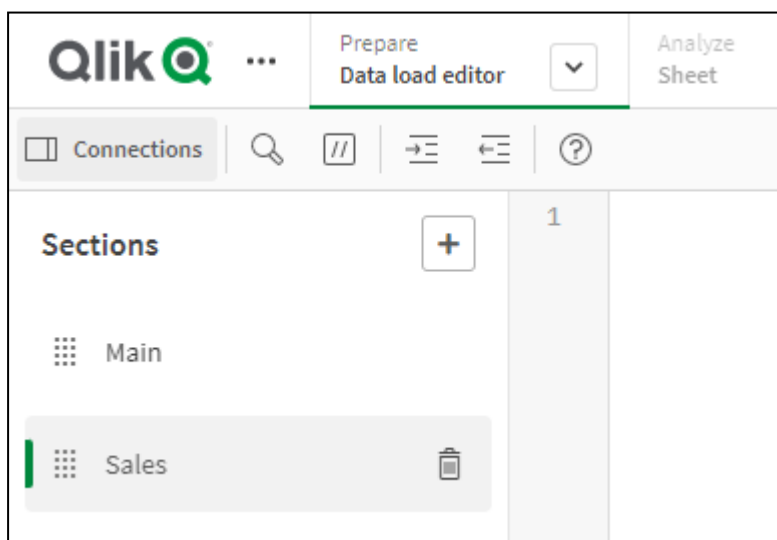 Qlik
Prepare
Data load editor
Analyze
Sheet
Connections
//
?
Sections
+
1
Main
Sales